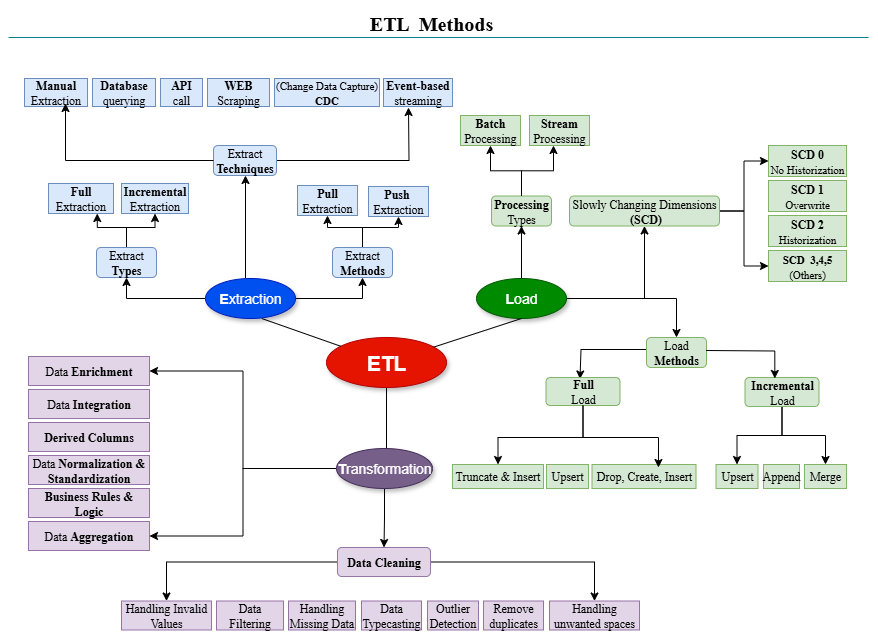 ETL Methods
Manual
Extraction
Database
querying
API
call
WEB
Scraping
(Change Data Capture)
CDC
Event-based
streaming
Extract
Techniques
Full
Extraction
Incremental
Extraction
Pull
Extraction
Push
Extraction
Extract
Types
Extract
Methods
Extraction
Batch
Processing
Stream
Processing
Processing
Types
Slowly Changing Dimensions
(SCD)
SCD 0
No Historization
SCD 1
Overwrite
SCD 2
Historization
SCD 3,4,5
(Others)
Load
ETL
Load
Methods
Full
Load
Incremental
Load
Truncate & Insert
Upsert
Drop, Create, Insert
Upsert
Append
Merge
Data Enrichment
Data Integration
Derived Columns
Data Normalization &
Standardization
Business Rules &
Logic
Data Aggregation
Transformation
Data Cleaning
Handling Invalid
Values
Data
Filtering
Handling
Missing Data
Data
Typecasting
Outlier
Detection
Remove
duplicates
Handling
unwanted spaces